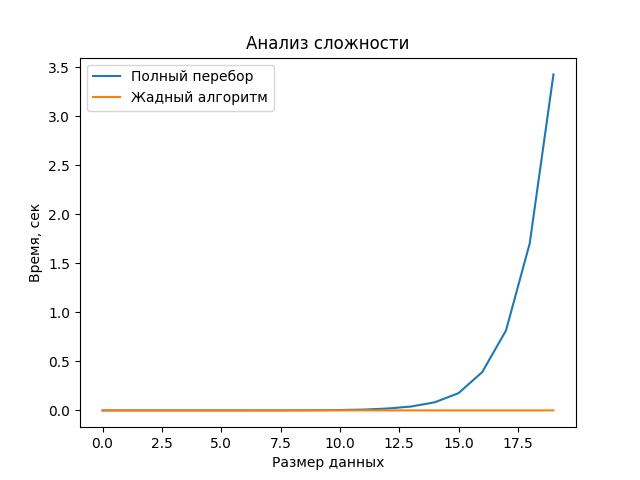 Анализ сложности
Полный перебор
Жадный алгоритм
Время, сек
3.5
3.0
2.5
2.0
1.5
1.0
0.5
0.0
0.0 2.5 5.0 7.5 10.0 12.5 15.0 17.5
Размер данных